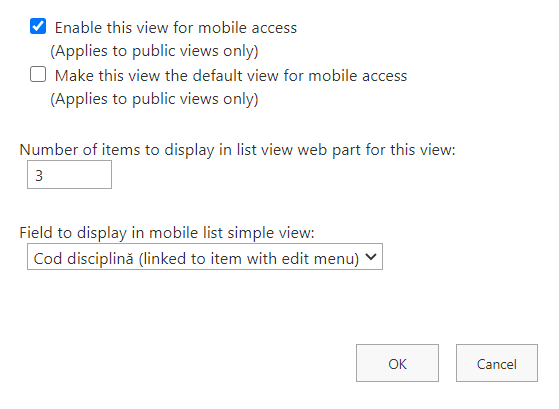 Enable this view for mobile access
(Applies to public views only)
Make this view the default view for mobile access
(Applies to public views only)
Number of items to display in list view web part for this view:
3
Field to display in mobile list simple view:
Cod disciplină (linked to item with edit menu)
OK Cancel